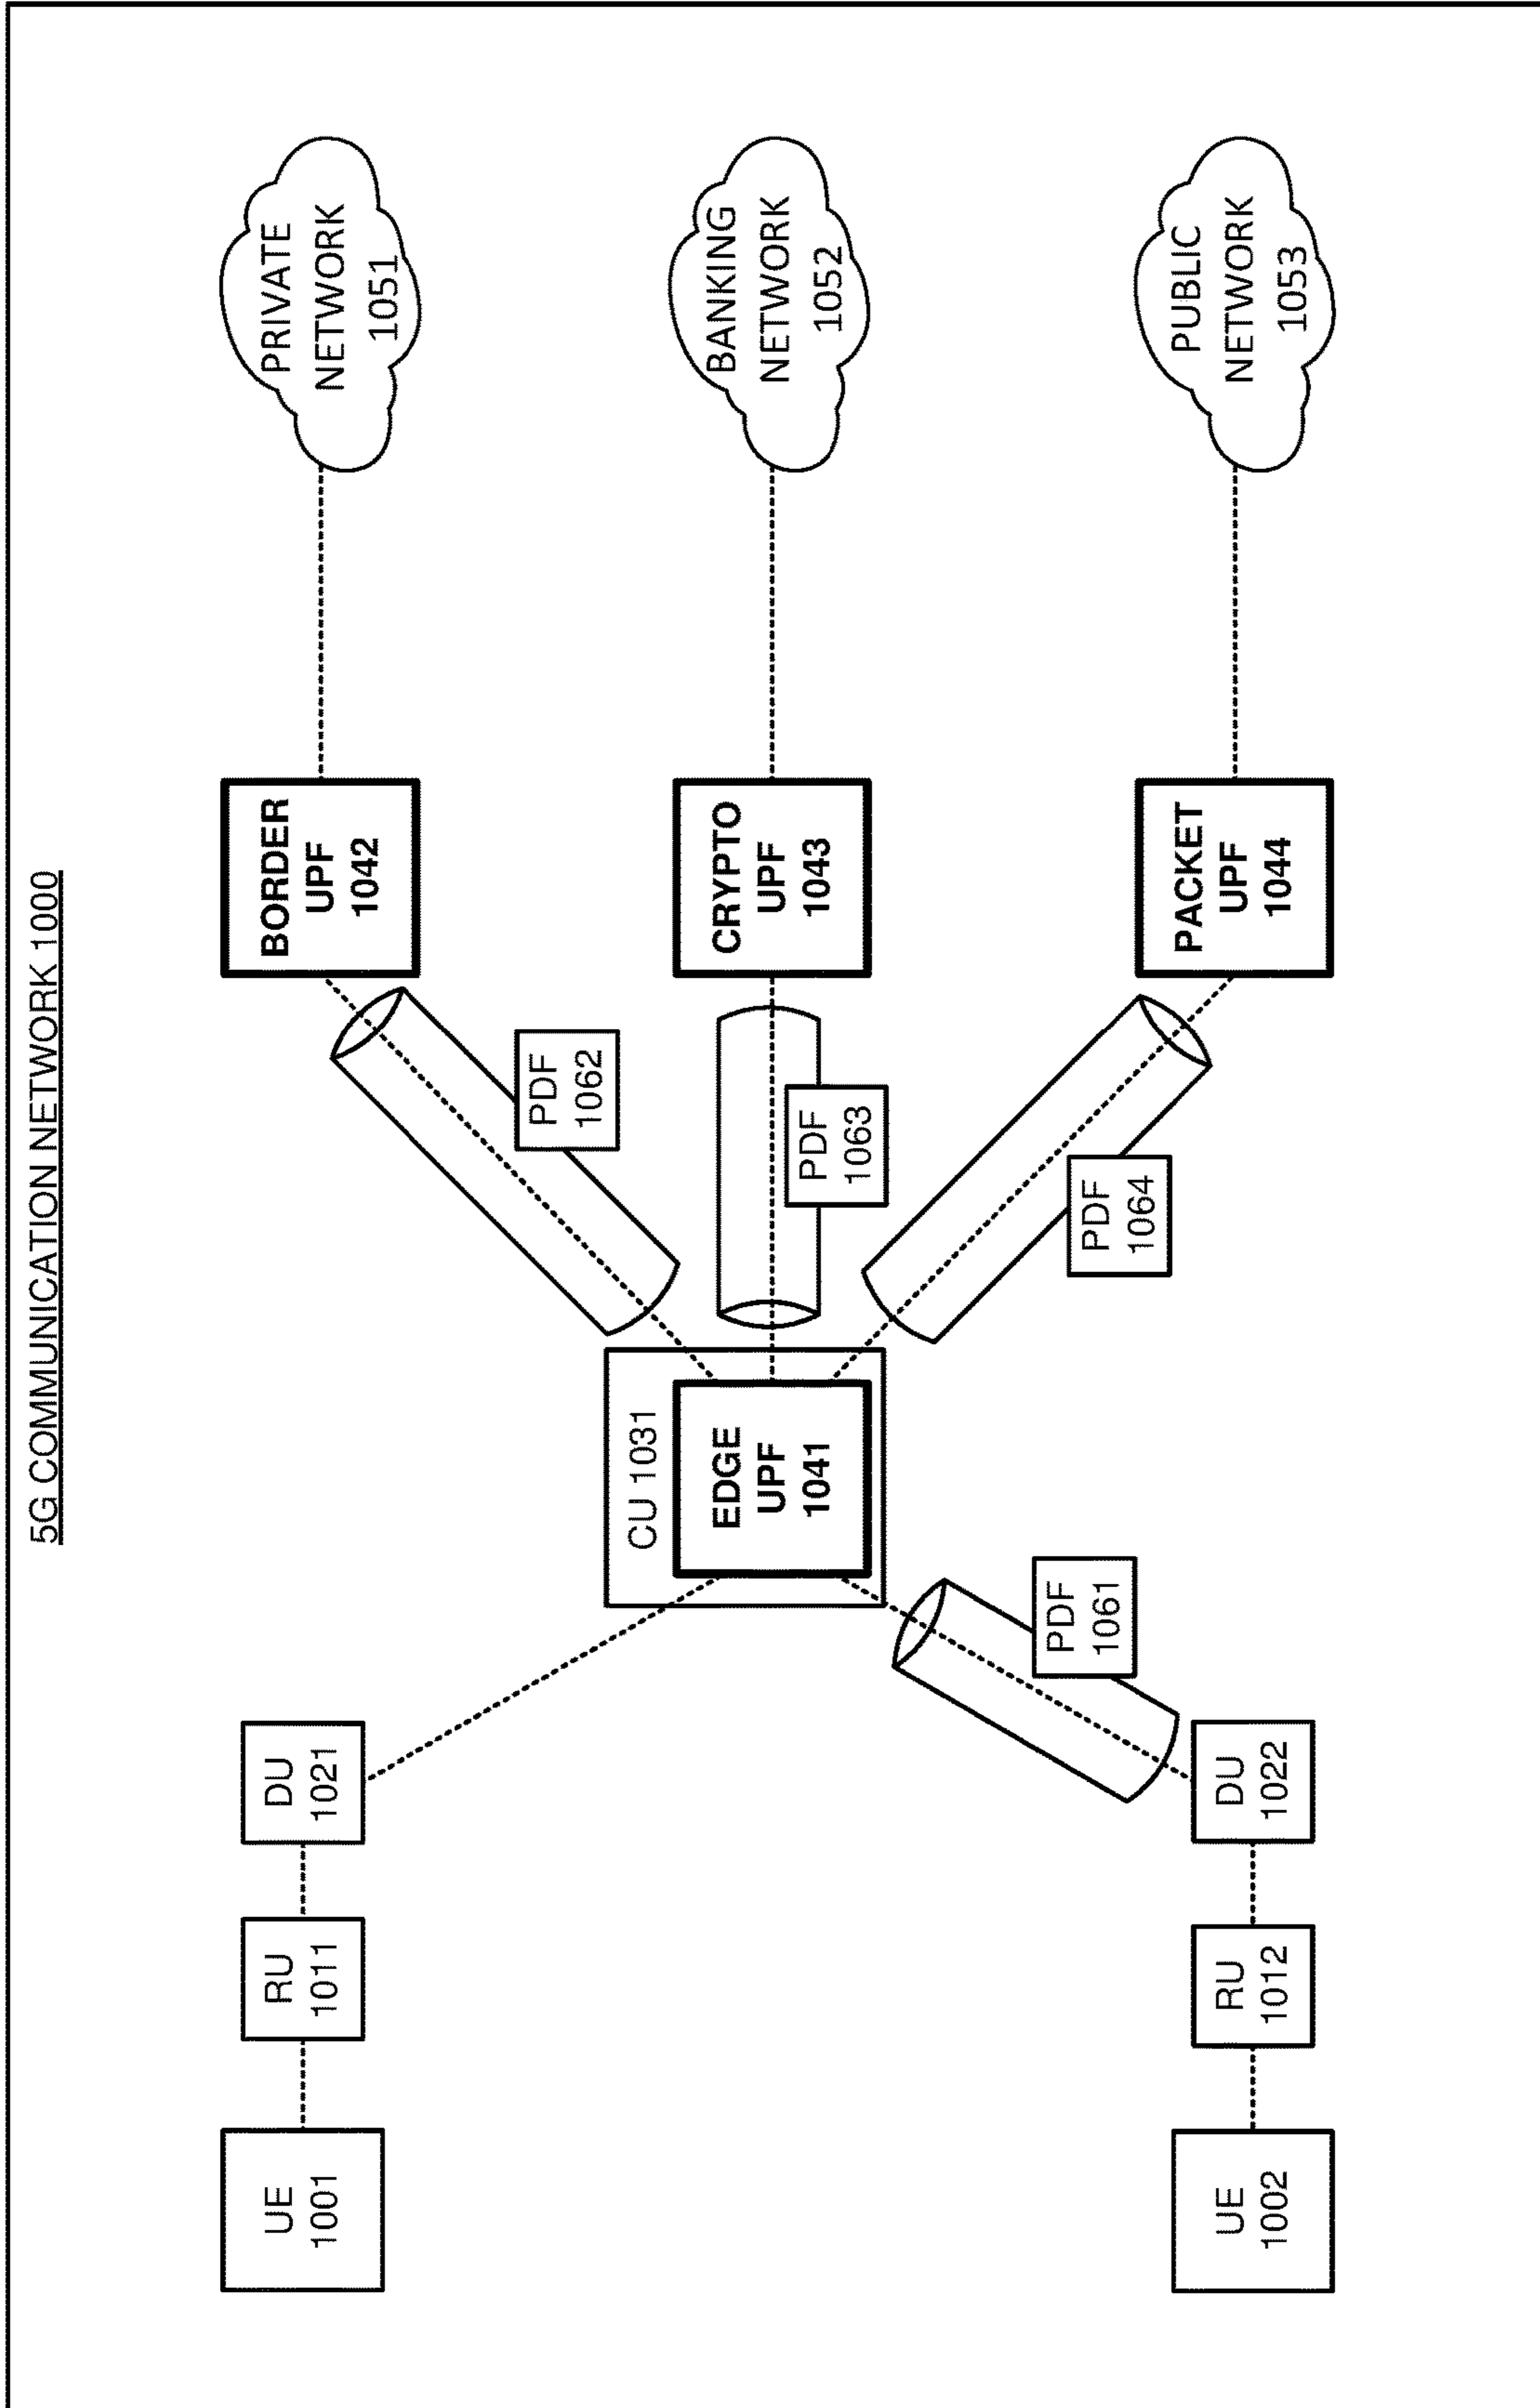 5G COMMUNICATION NETWORK 1000
UE
1001
RU
1011
DU
1021
CU 1031
EDGE
UPF
1041
PDF
1062
BORDER
UPF
1042
PRIVATE
NETWORK
1051
PDF
1063
CRYPTO
UPF
1043
BANKING
NETWORK
1052
UE
1002
RU
1012
DU
1022
PDF
1061
PDF
1064
PACKET
UPF
1044
PUBLIC
NETWORK
1053